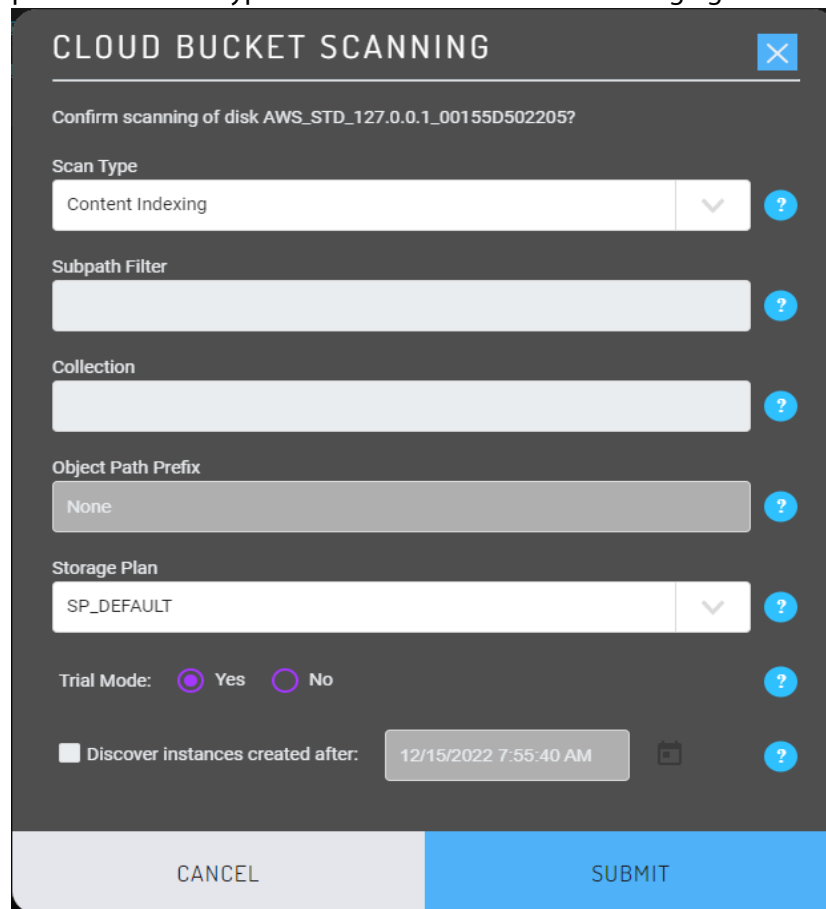 CLOUD BUCKET SCANNING
Confirm scanning of disk AWS_STD_127.0.0.1_00155D502205?
Scan Type
Content Indexing
?
Subpath Filter
?
Collection
?
Object Path Prefix
None
?
Storage Plan
SP_DEFAULT
?
Trial Mode: Yes No
?
Discover instances created after: 12/15/2022 7:55:40 AM
?
CANCEL SUBMIT